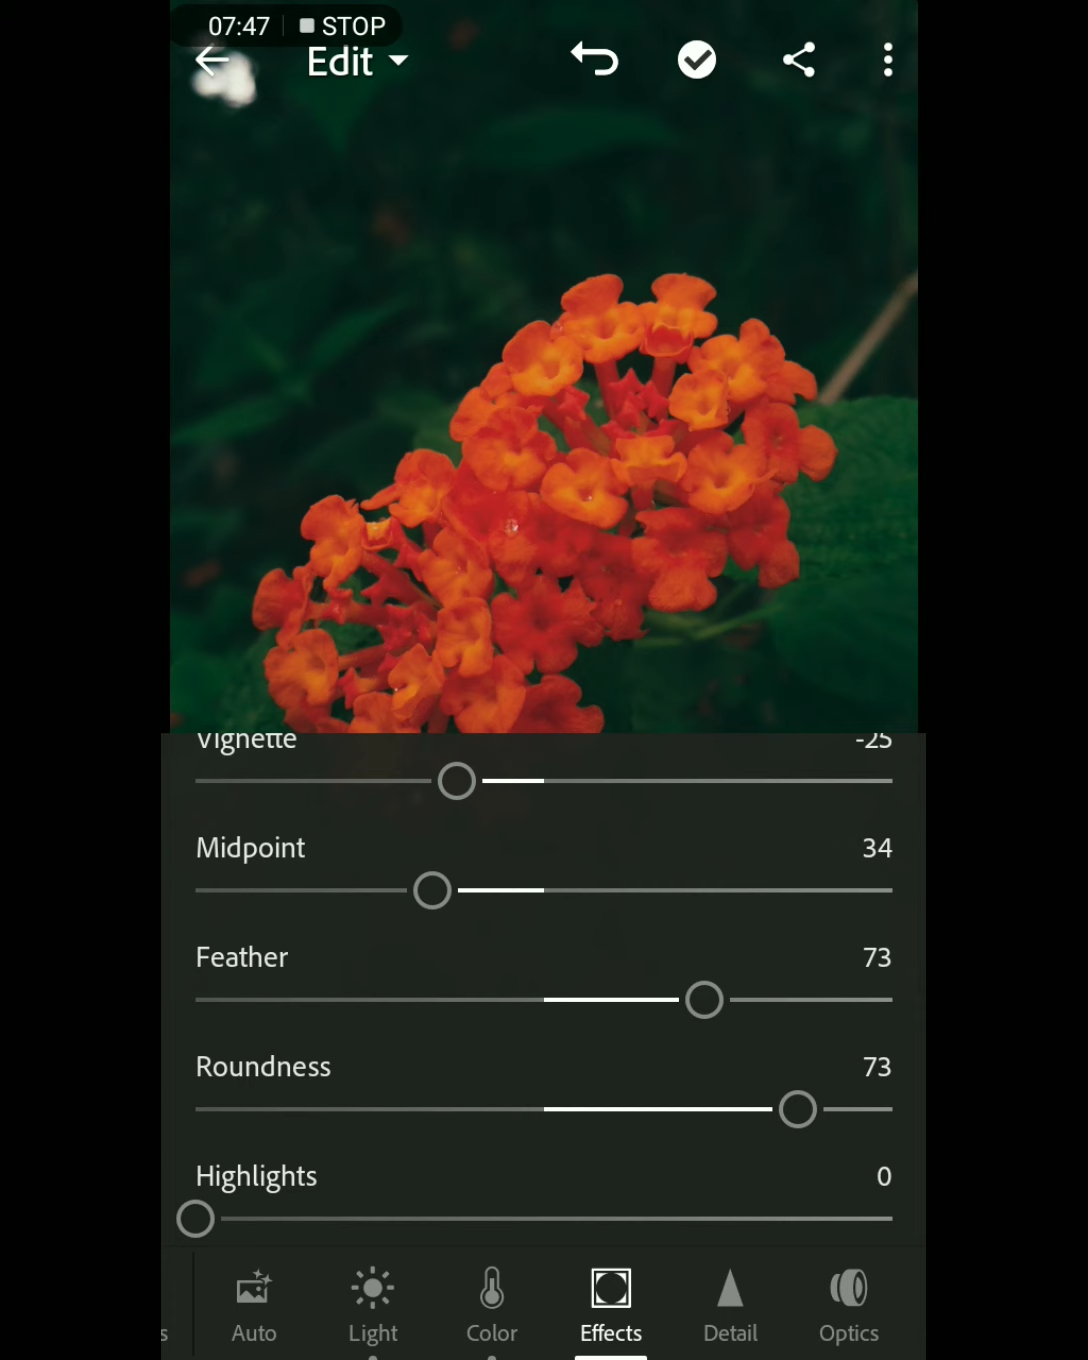 07:47 STOP
Edit
Vignette -25
Midpoint 34
Feather 73
Roundness 73
Highlights 0
s Auto Light Color Effects Detail Optics